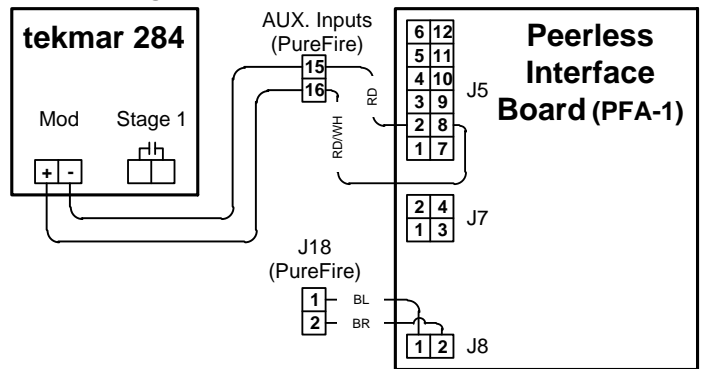 tekmar 284
Mod
Stage 1
+ -
AUX. Inputs
(PureFire)
15
16
RD
RD/WH
6 12
5 11
4 10
3 9
2 8
1 7
J5
Peerless
Interface
Board (PFA-1)
2 4
1 3
J7
J18
(PureFire)
1
2
BL
BR
1 2
J8